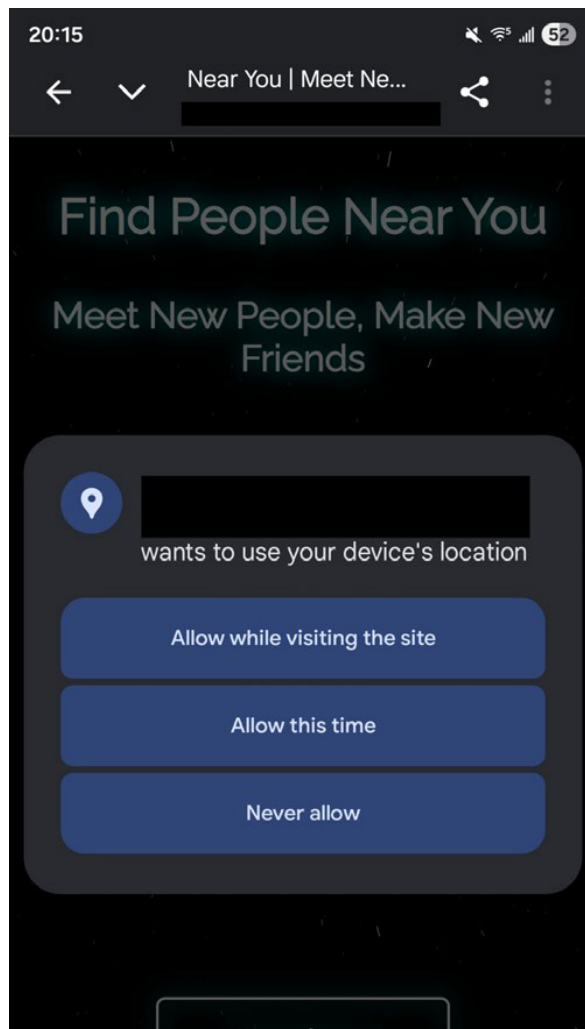 20:15
52
Near You | Meet Ne...
Find People Near You
Meet New People, Make New
Friends
wants to use your device's location
Allow while visiting the site
Allow this time
Never allow